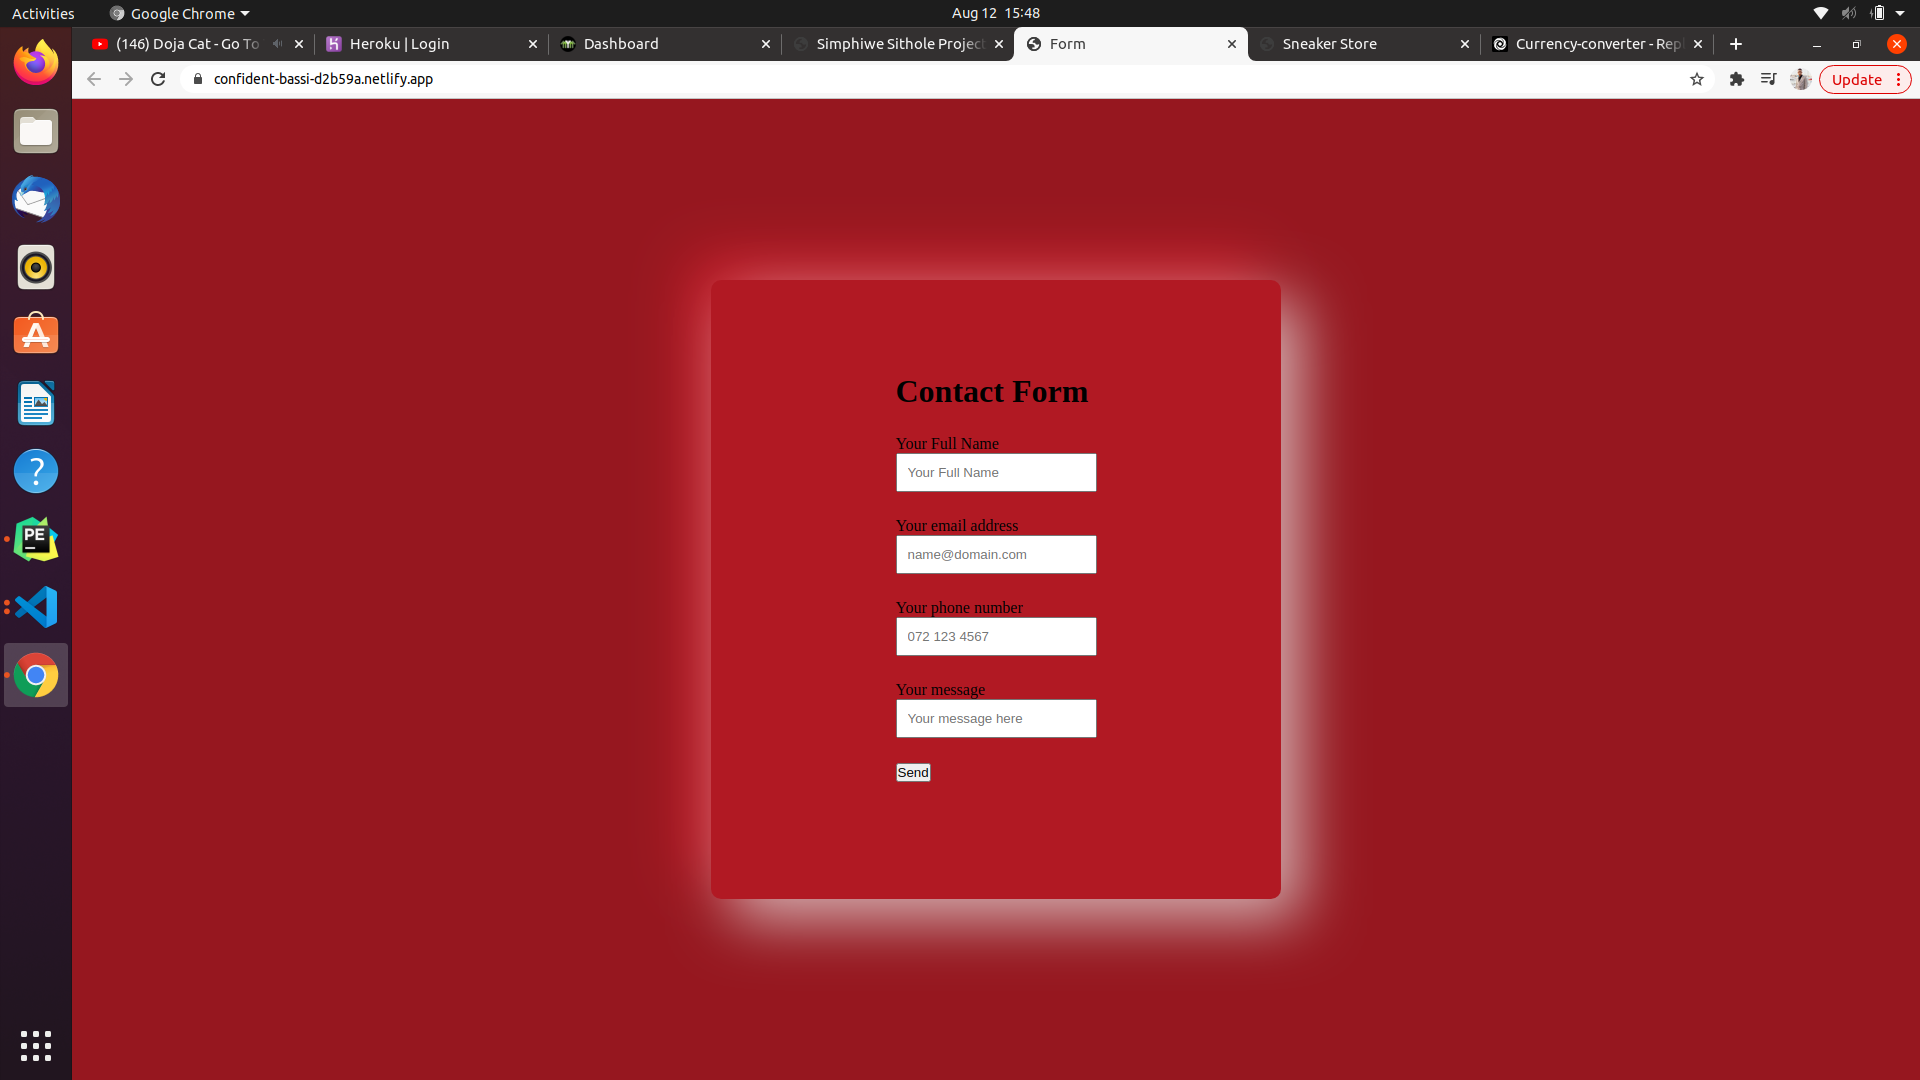 Activities
Google Chrome
Aug 12 15:48
(146) Doja Cat - Go To
Heroku | Login
Dashboard
Simphiwe Sithole Project
Form
Sneaker Store
Currency-converter - Repl
confident-bassi-d2b59a.netlify.app
Update
PE
Contact Form
Your Full Name
Your Full Name
Your email address
name@domain.com
Your phone number
072 123 4567
Your message
Your message here
Send